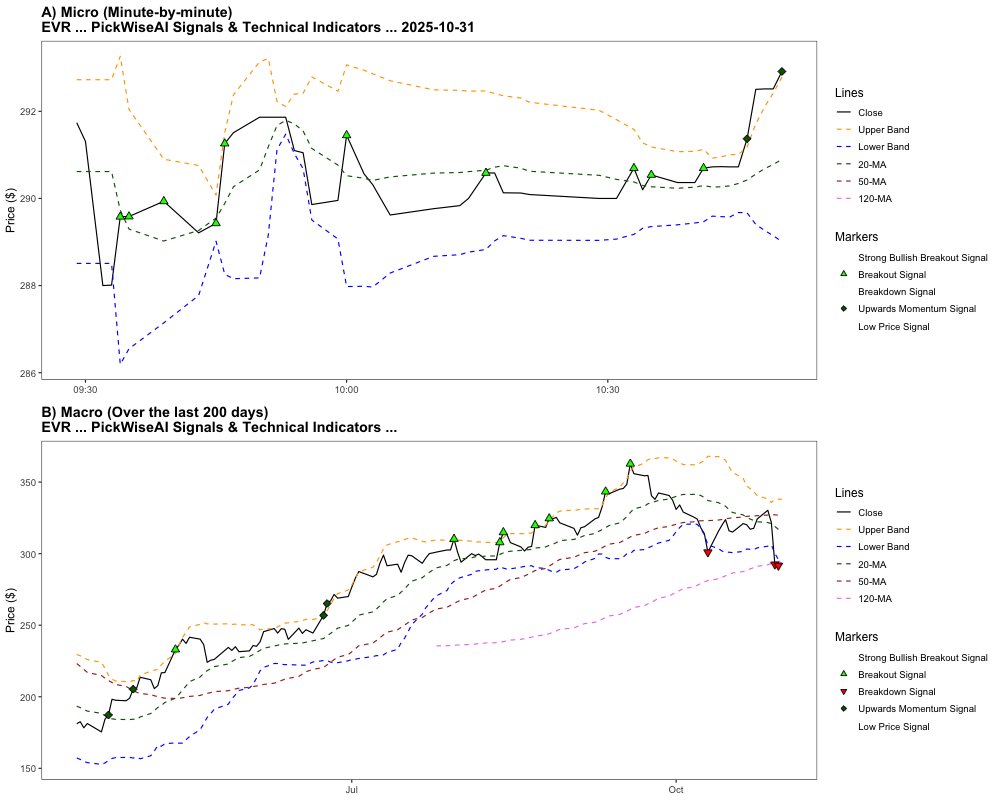 A) Micro (Minute-by-minute)
EVR ... PickWiseAI Signals & Technical Indicators ... 2025-10-31
Price ($)
292
290
288
286
09:30
10:00
10:30
Lines
Close
Upper Band
Lower Band
20-MA
50-MA
120-MA
Markers
Strong Bullish Breakout Signal
Breakout Signal
Breakdown Signal
Upwards Momentum Signal
Low Price Signal
B) Macro (Over the last 200 days)
EVR ... PickWiseAI Signals & Technical Indicators ...
Price ($)
350
300
250
200
150
Jul
Oct
Lines
Close
Upper Band
Lower Band
20-MA
50-MA
120-MA
Markers
Strong Bullish Breakout Signal
Breakout Signal
Breakdown Signal
Upwards Momentum Signal
Low Price Signal